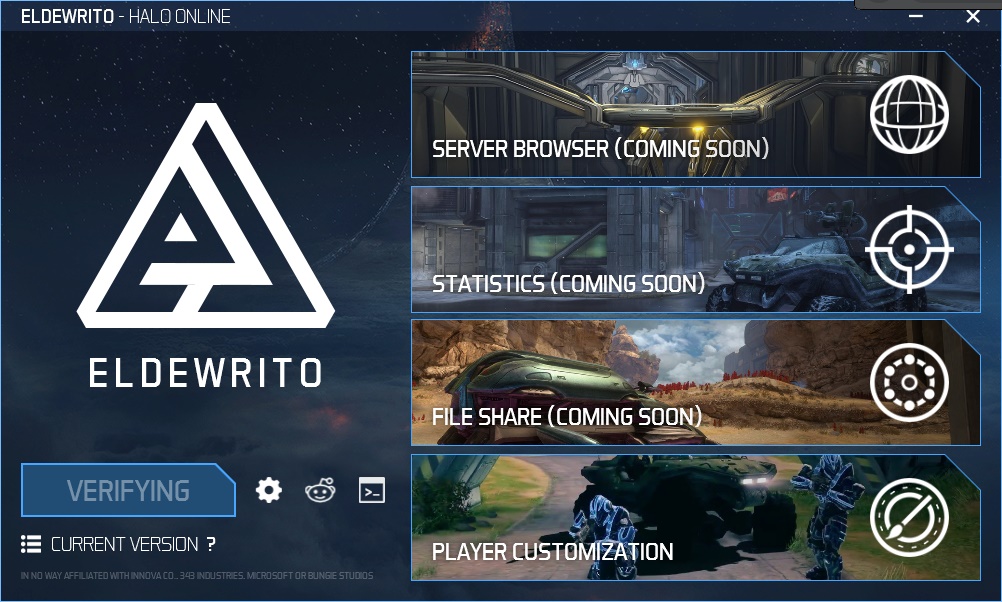 ELDEWRITO - HALO ONLINE
SERVER BROWSER (COMING SOON)
STATISTICS (COMING SOON)
ELDEWRITO
FILE SHARE (COMING SOON)
VERIFYING
PLAYER CUSTOMIZATION
CURRENT VERSION ?
IN NO WAY AFFILIATED WITH INNOVA CO., 343 INDUSTRIES, MICROSOFT OR BUNGIE STUDIOS